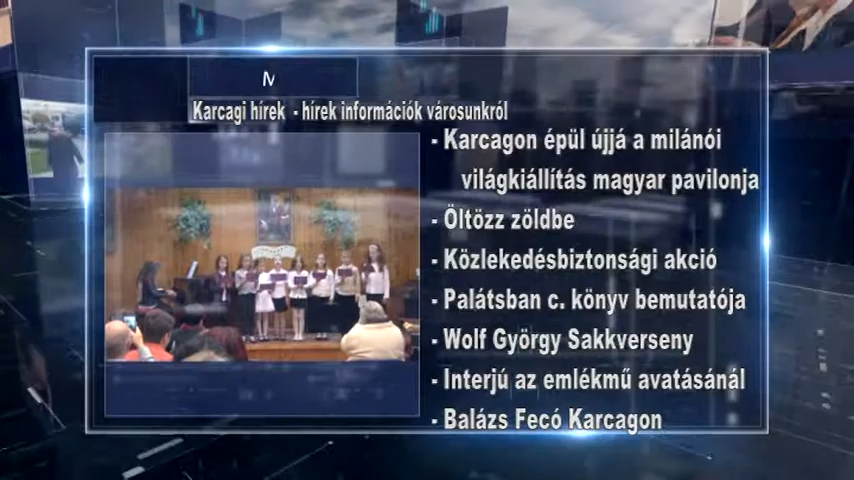 M
Karcagi hírek - hírek információk városunkról
- Karcagon épül újjá a milánói
világkiállítás magyar pavilonja
- Öltözz zöldbe
- Közlekedésbiztonsági akció
- Palátsban c. könyv bemutatója
- Wolf György Sakkverseny
- Interjú az emlékmű avatásánál
- Balázs Fecó Karcagon